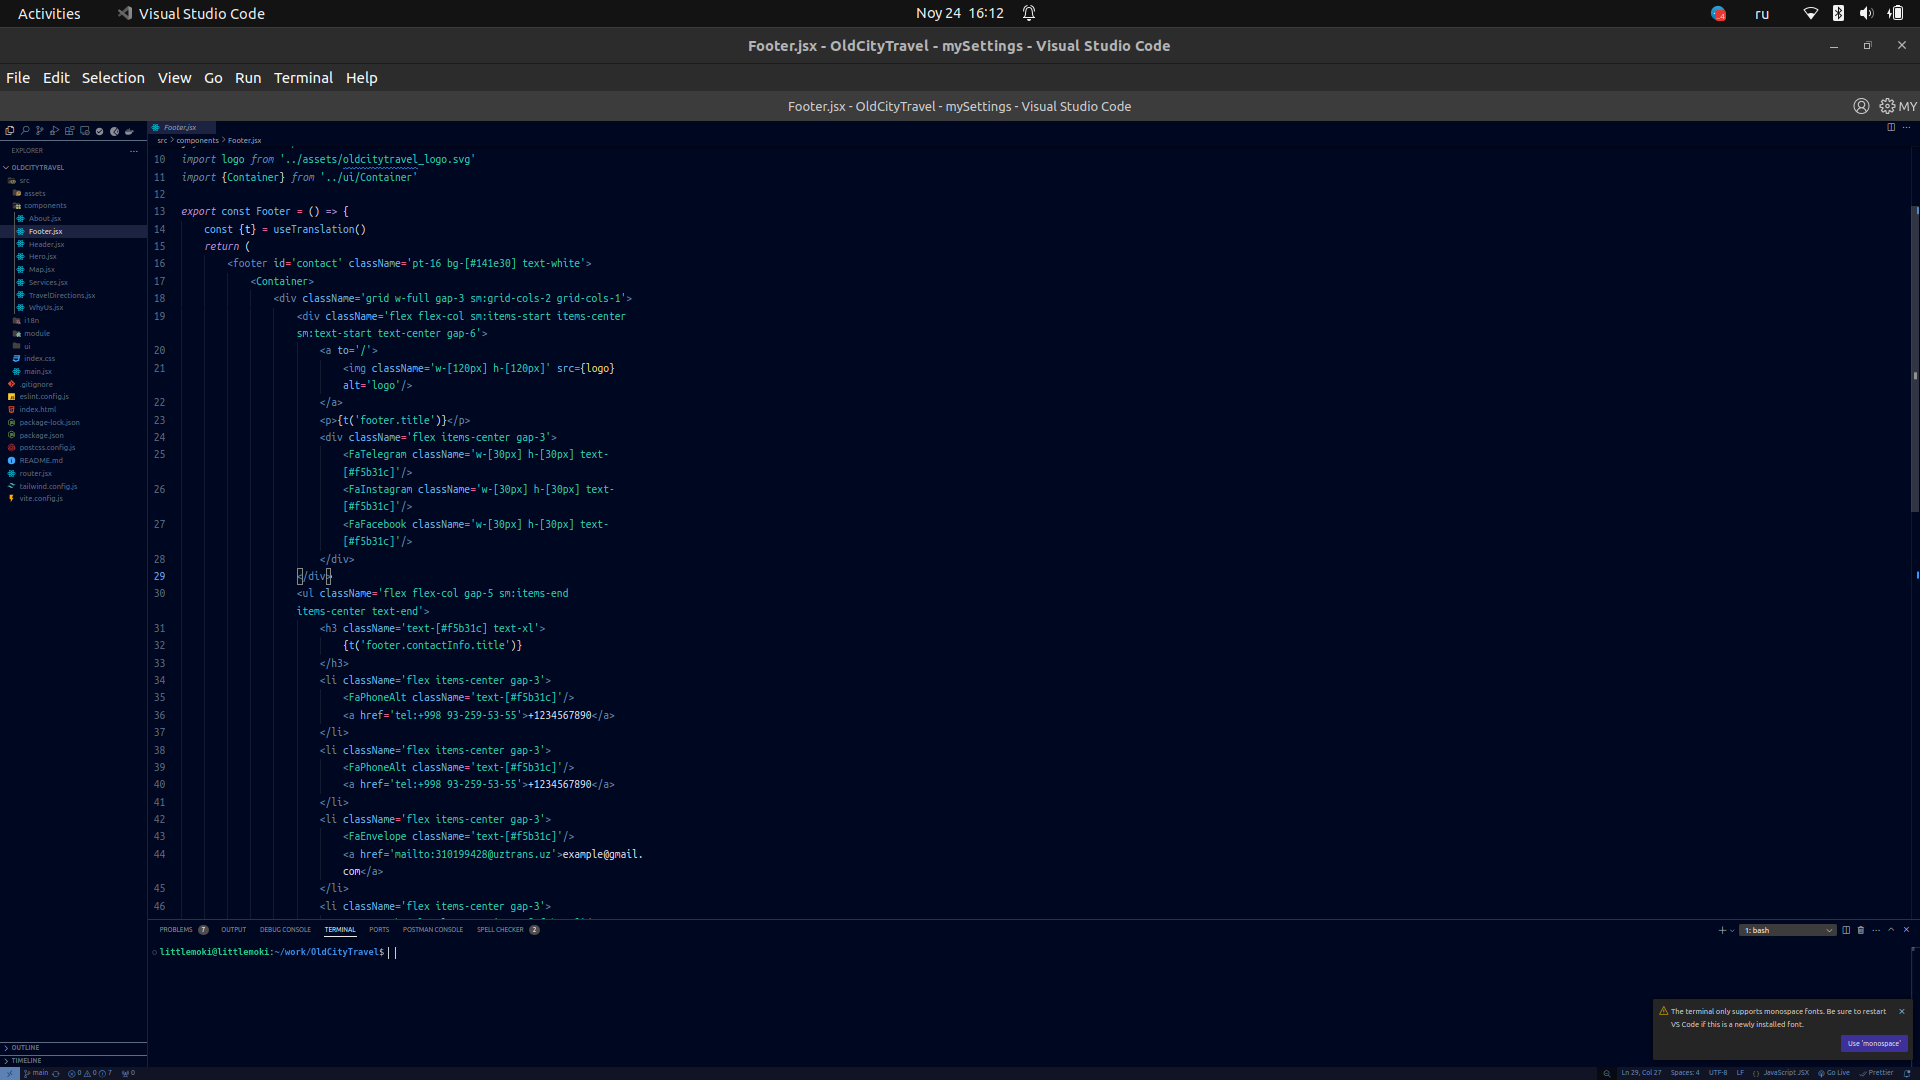 Activities
Visual Studio Code
Noy 24 16:12
ru
Footer.jsx - OldCityTravel - mySettings - Visual Studio Code
File Edit Selection View Go Run Terminal Help
Footer.jsx - OldCityTravel - mySettings - Visual Studio Code
MY
EXPLORER
OLDCITYTRAVEL
src
assets
components
About.jsx
Footer.jsx
Header.jsx
Hero.jsx
Map.jsx
Services.jsx
TravelDirections.jsx
WhyUs.jsx
i18n
module
ui
index.css
main.jsx
.gitignore
eslint.config.js
index.html
package-lock.json
package.json
postcss.config.js
README.md
router.jsx
tailwind.config.js
vite.config.js
OUTLINE
TIMELINE
Footer.jsx
src > components > Footer.jsx
10 import logo from '../assets/oldcitytravel_logo.svg'
11 import {Container} from '../ui/Container'
12
13 export const Footer = () => {
14 const {t} = useTranslation()
15 return (
16 <footer id='contact' className='pt-16 bg-[#141e30] text-white'>
17 <Container>
18 <div className='grid w-full gap-3 sm:grid-cols-2 grid-cols-1'>
19 <div className='flex flex-col sm:items-start items-center
sm:text-start text-center gap-6'>
20 <a to='/'>
21 <img className='w-[120px] h-[120px]' src={logo}
alt='logo'/>
22 </a>
23 <p>{t('footer.title')}</p>
24 <div className='flex items-center gap-3'>
25 <FaTelegram className='w-[30px] h-[30px] text-
[#f5b31c]'/>
26 <FaInstagram className='w-[30px] h-[30px] text-
[#f5b31c]'/>
27 <FaFacebook className='w-[30px] h-[30px] text-
[#f5b31c]'/>
28 </div>
29 </div>
30 <ul className='flex flex-col gap-5 sm:items-end
items-center text-end'>
31 <h3 className='text-[#f5b31c] text-xl'>
32 {t('footer.contactInfo.title')}
33 </h3>
34 <li className='flex items-center gap-3'>
35 <FaPhoneAlt className='text-[#f5b31c]'/>
36 <a href='tel:+998 93-259-53-55'>+1234567890</a>
37 </li>
38 <li className='flex items-center gap-3'>
39 <FaPhoneAlt className='text-[#f5b31c]'/>
40 <a href='tel:+998 93-259-53-55'>+1234567890</a>
41 </li>
42 <li className='flex items-center gap-3'>
43 <FaEnvelope className='text-[#f5b31c]'/>
44 <a href='mailto:310199428@uztrans.uz'>example@gmail.
com</a>
45 </li>
46 <li className='flex items-center gap-3'>
PROBLEMS 7 OUTPUT DEBUG CONSOLE TERMINAL PORTS POSTMAN CONSOLE SPELL CHECKER 2
1: bash
littlemoki@littlemoki:~/work/OldCityTravel$
The terminal only supports monospace fonts. Be sure to restart
VS Code if this is a newly installed font.
Use 'monospace'
main 0 0 7 0
Ln 29, Col 27 Spaces: 4 UTF-8 LF {} JavaScript JSX Go Live Prettier